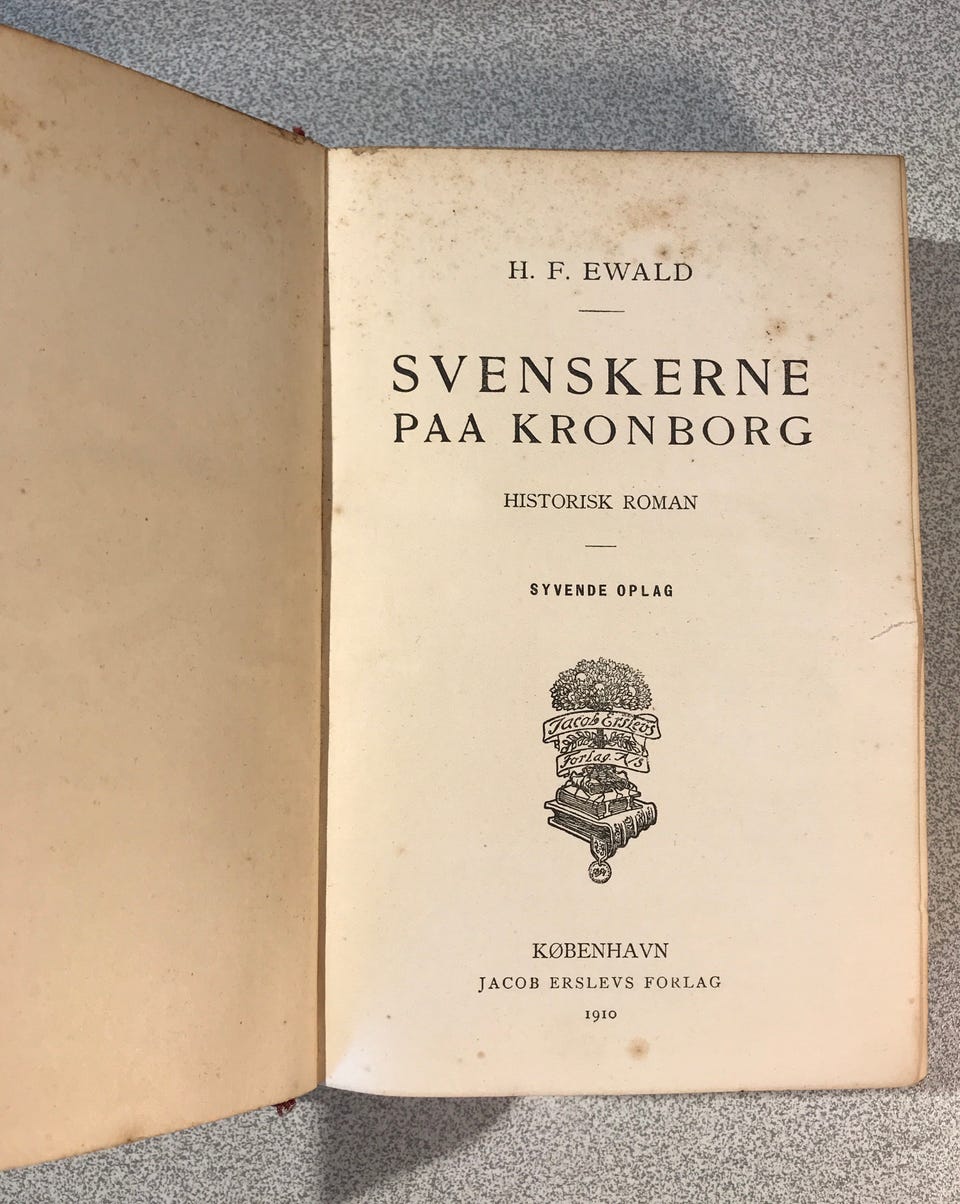 H. F. EWALD
SVENSKERNE
PAA KRONBORG
HISTORISK ROMAN
SYVENDE OPLAG
Jacob Erslevs
Forlag A/S
KØBENHAVN
JACOB ERSLEVS FORLAG
1910